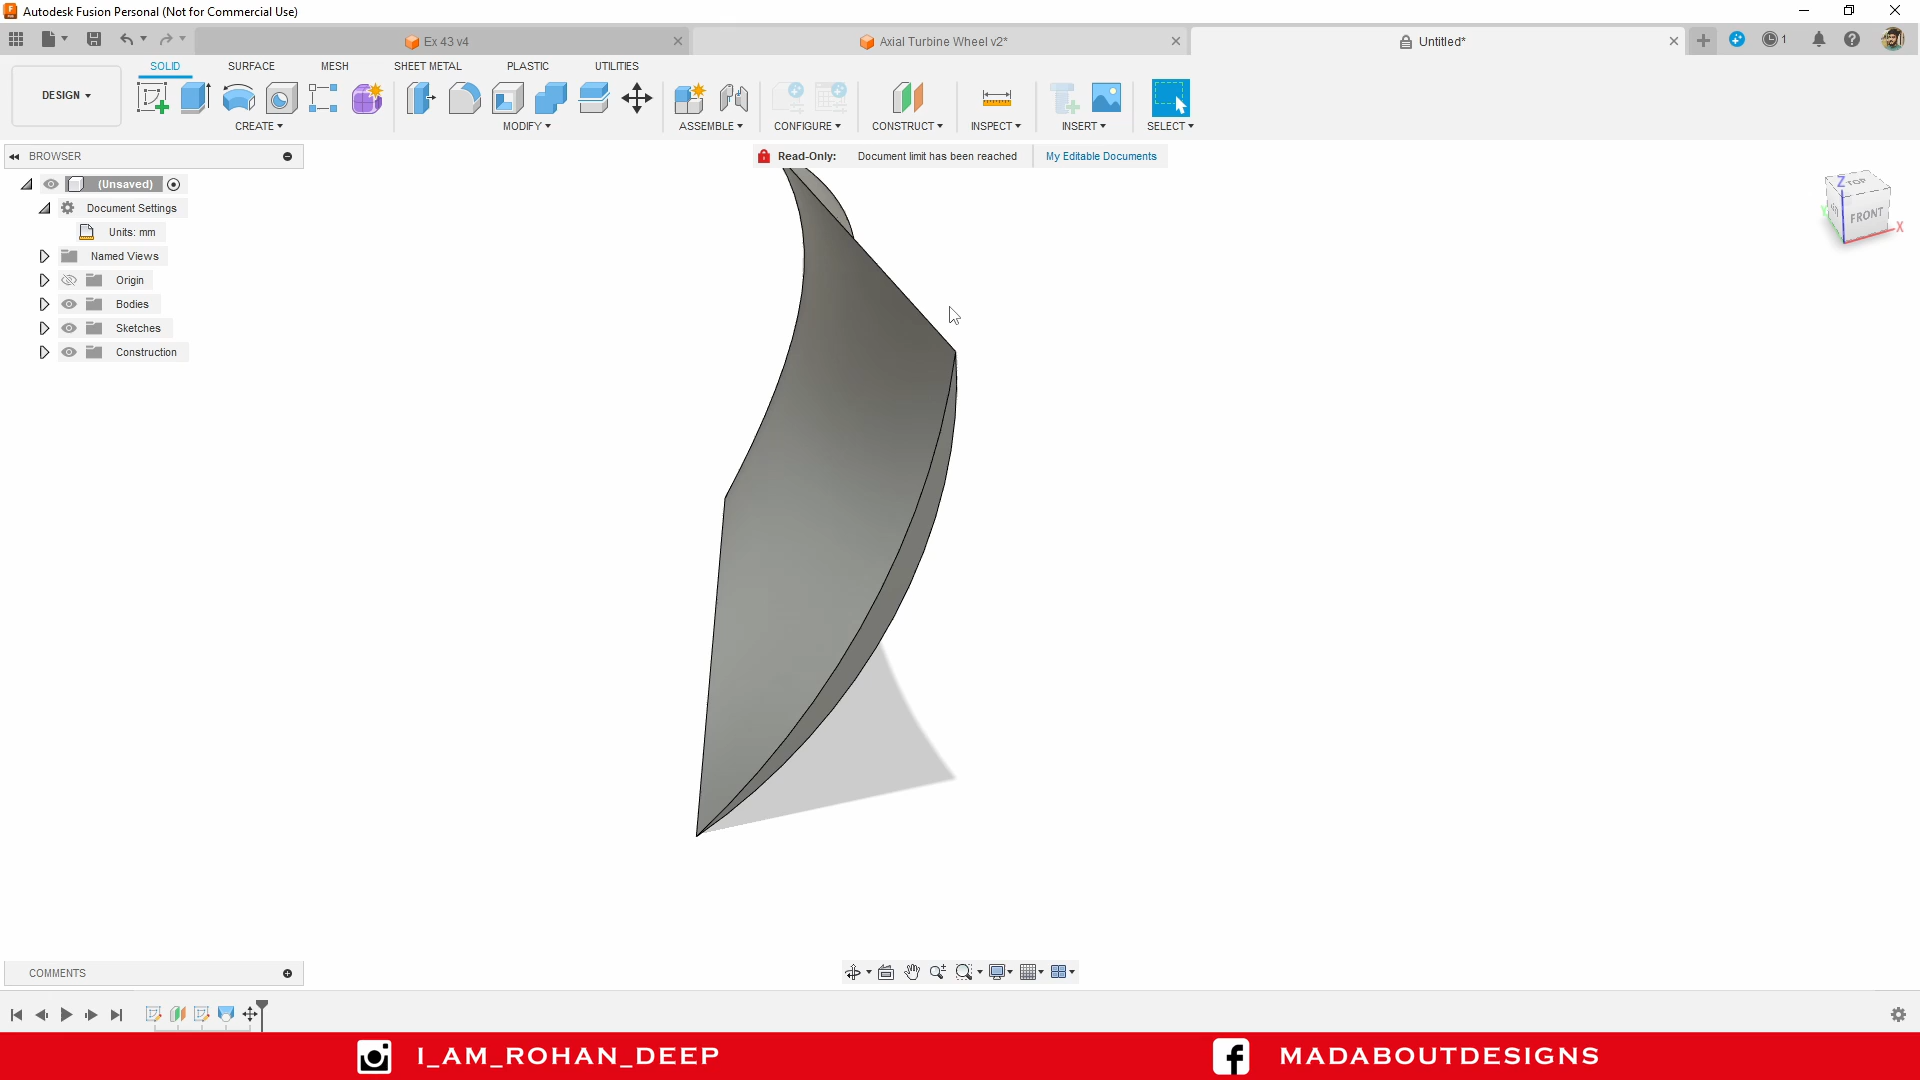 Autodesk Fusion Personal (Not for Commercial Use)
Ex 43 v4
Axial Turbine Wheel v2*
Untitled*
1
DESIGN
SOLID
SURFACE
MESH
SHEET METAL
PLASTIC
UTILITIES
CREATE
MODIFY
ASSEMBLE
CONFIGURE
CONSTRUCT
INSPECT
INSERT
SELECT
BROWSER
Read-Only: Document limit has been reached
My Editable Documents
(Unsaved)
Document Settings
Units: mm
Named Views
Origin
Bodies
Sketches
Construction
TOP
FRONT
Z
X
COMMENTS
I_AM_ROHAN_DEEP
MADABOUTDESIGNS